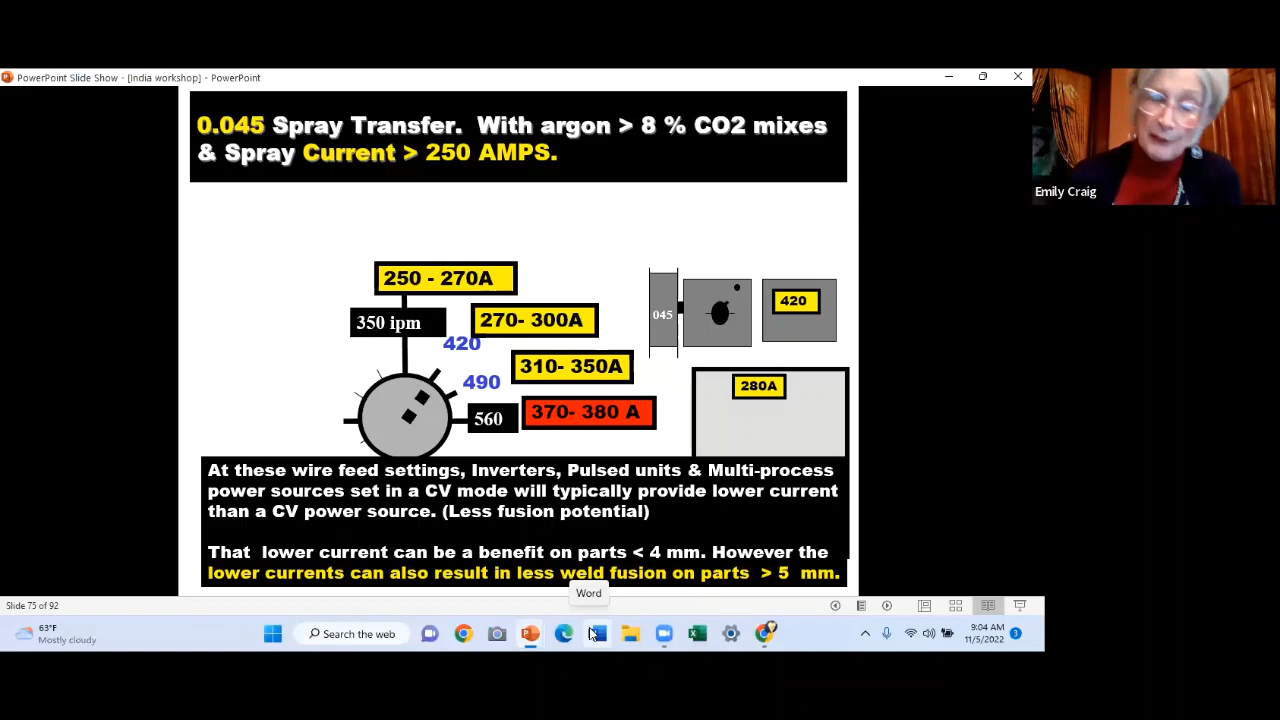 PowerPoint Slide Show - [India workshop] - PowerPoint
0.045 Spray Transfer. With argon > 8 % CO2 mixes
& Spray Current > 250 AMPS.
Emily Craig
250 - 270A
350 ipm
270- 300A
420
310- 350A
490
560
370- 380 A
045
420
280A
At these wire feed settings, Inverters, Pulsed units & Multi-process
power sources set in a CV mode will typically provide lower current
than a CV power source. (Less fusion potential)
That lower current can be a benefit on parts < 4 mm. However the
lower currents can also result in less weld fusion on parts > 5 mm.
Word
Slide 75 of 92
63°F
Mostly cloudy
Search the web
9:04 AM
11/5/2022
3